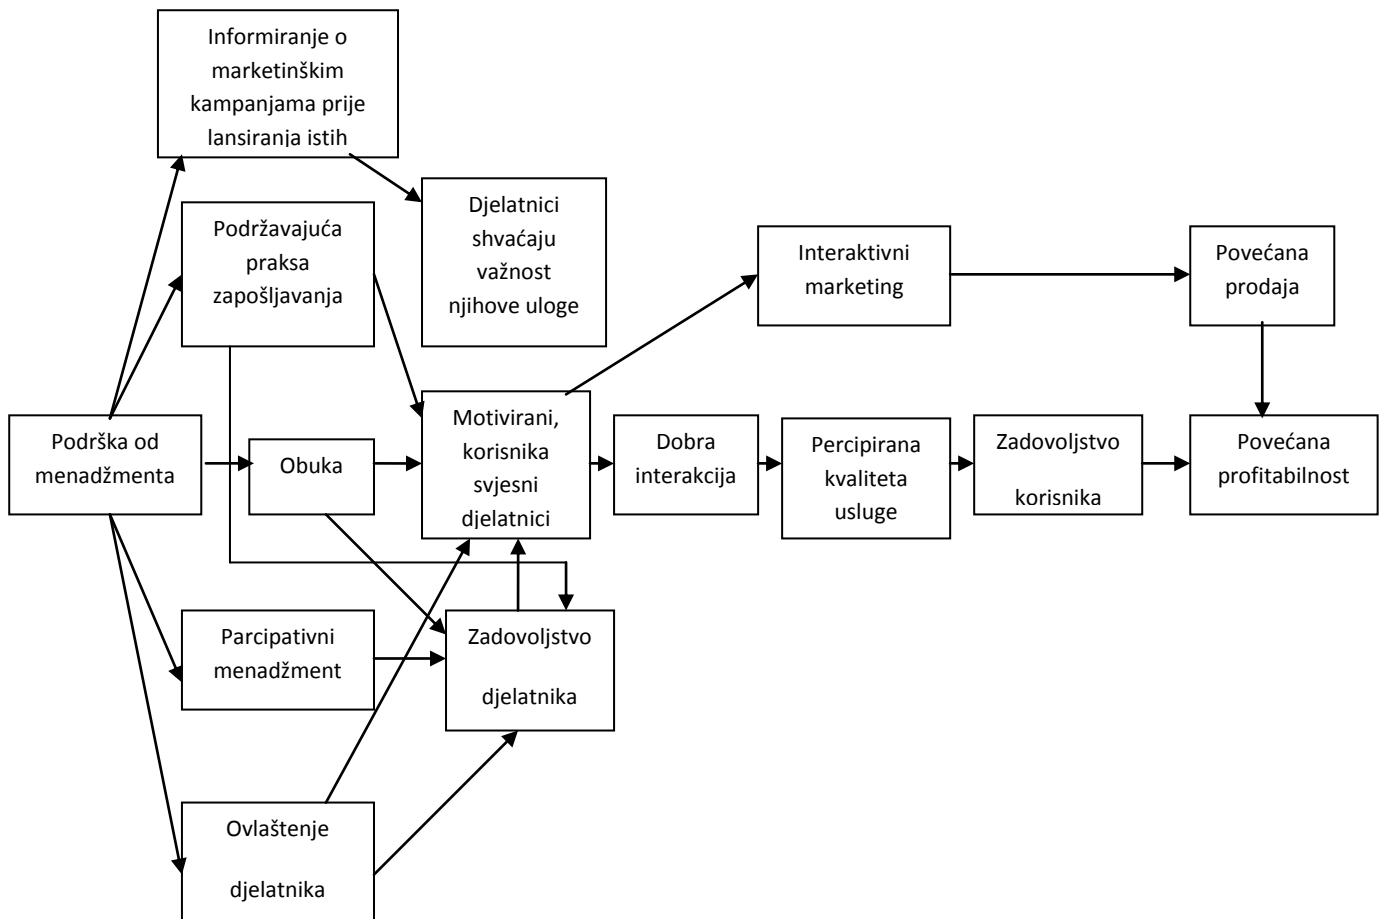 Informiranje o
marketinškim
kampanjama prije
lansiranja istih
Podržavajuća
praksa
zapošljavanja
Djelatnici
shvaćaju
važnost
njihove uloge
Interaktivni
marketing
Povećana
prodaja
Podrška od
menadžmenta
Obuka
Motivirani,
korisnika
svjesni
djelatnici
Dobra
interakcija
Percipirana
kvaliteta
usluge
Zadovoljstvo
korisnika
Povećana
profitabilnost
Parcipativni
menadžment
Zadovoljstvo
djelatnika
Ovlaštenje
djelatnika